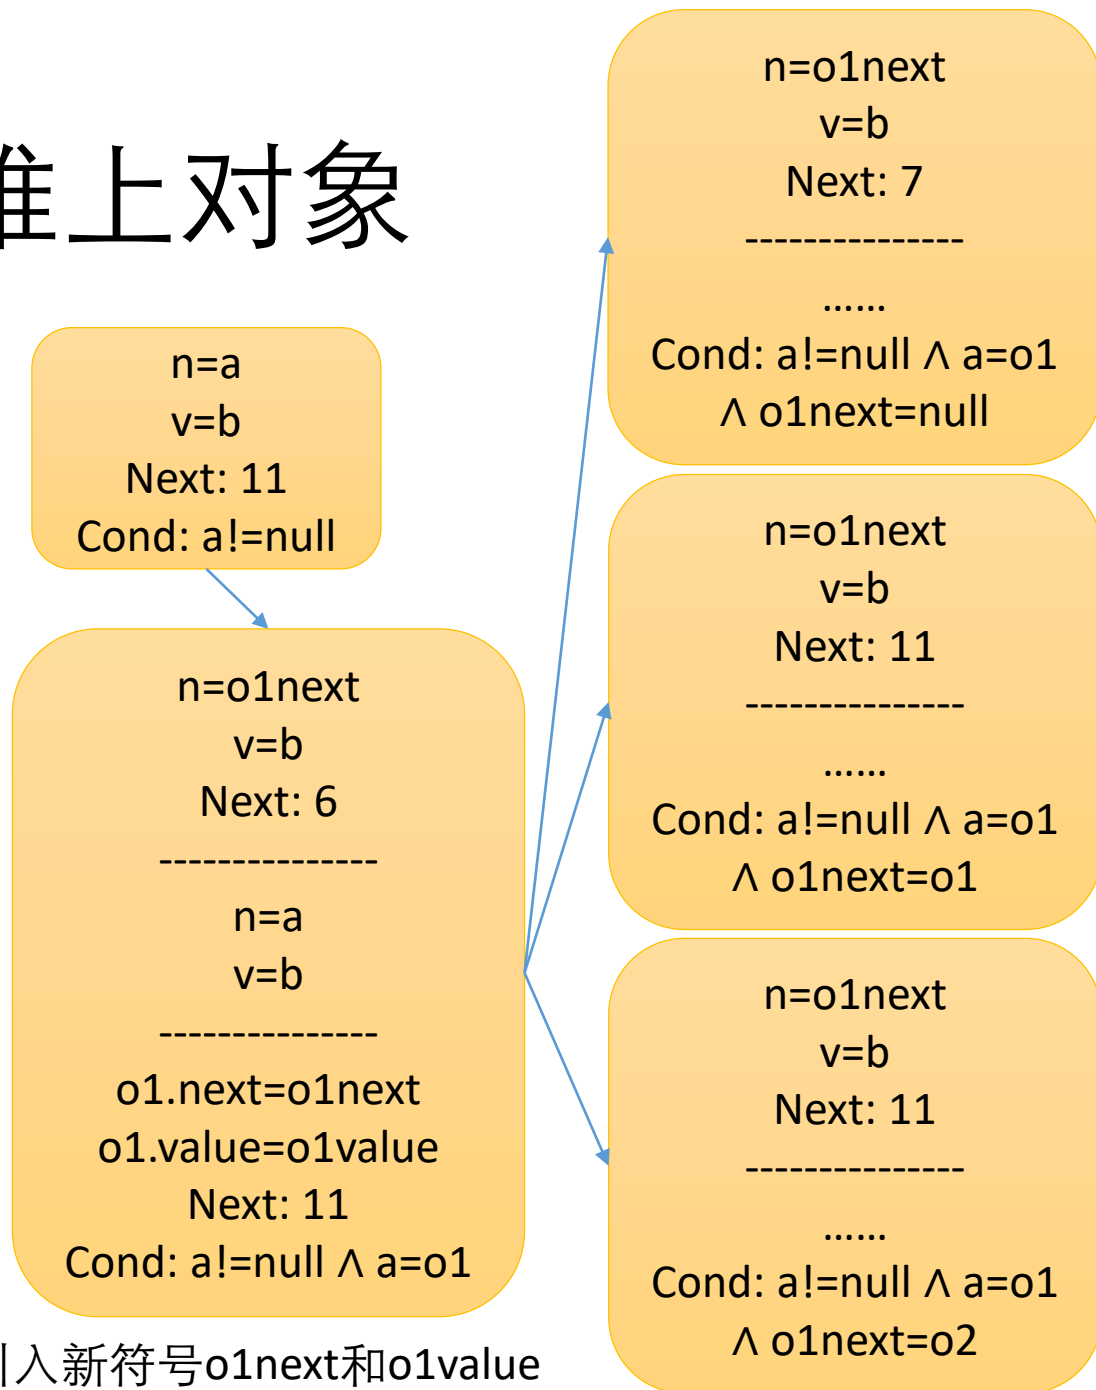 堆上对象
n=a
v=b
Next: 11
Cond: a!=null
n=o1next
v=b
Next: 6
---------------
n=a
v=b
---------------
o1.next=o1next
o1.value=o1value
Next: 11
Cond: a!=null ∧ a=o1
引入新符号o1next和o1value
n=o1next
v=b
Next: 7
---------------
……
Cond: a!=null ∧ a=o1
∧ o1next=null
n=o1next
v=b
Next: 11
---------------
……
Cond: a!=null ∧ a=o1
∧ o1next=o1
n=o1next
v=b
Next: 11
---------------
……
Cond: a!=null ∧ a=o1
∧ o1next=o2